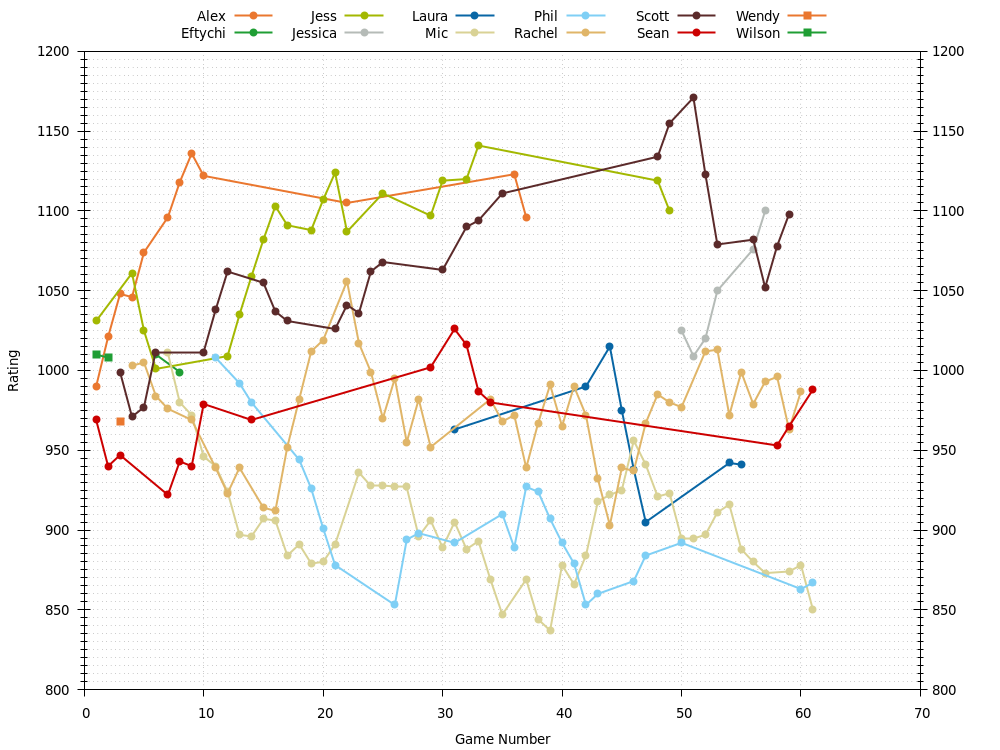 Alex Jess Laura Phil Scott Wendy
Eftychi Jessica Mic Rachel Sean Wilson
1200 1200
1150 1150
1100 1100
1050 1050
1000 1000
950 950
900 900
850 850
800 800
Rating
0 10 20 30 40 50 60 70
Game Number